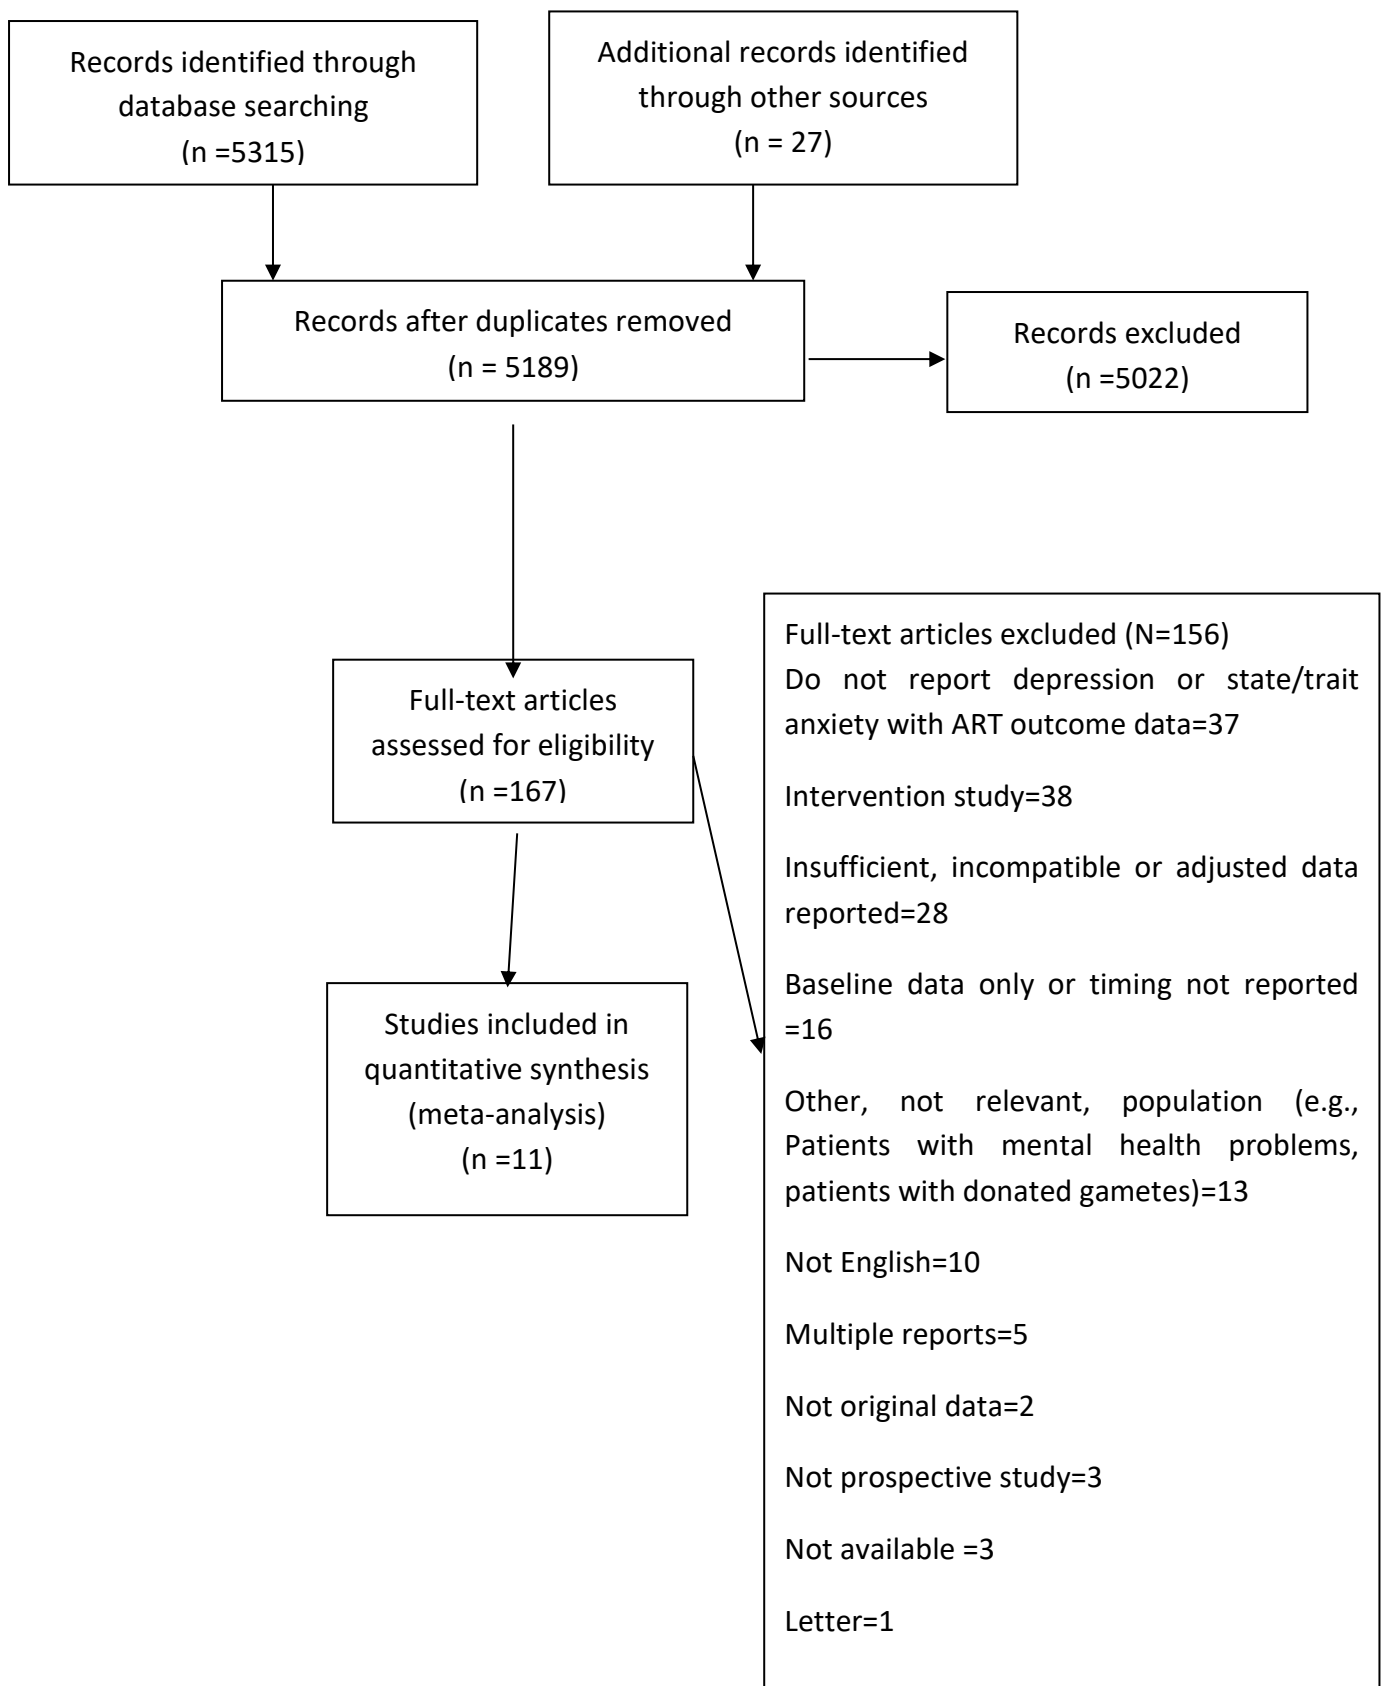 Records identified through
database searching
(n =5315)
Additional records identified
through other sources
(n = 27)
Records after duplicates removed
(n = 5189)
Records excluded
(n =5022)
Full-text articles
assessed for eligibility
(n =167)
Full-text articles excluded (N=156)
Do not report depression or state/trait
anxiety with ART outcome data=37
Intervention study=38
Insufficient, incompatible or adjusted data
reported=28
Baseline data only or timing not reported
=16
Other, not relevant, population (e.g.,
Patients with mental health problems,
patients with donated gametes)=13
Not English=10
Multiple reports=5
Not original data=2
Not prospective study=3
Not available =3
Letter=1
Studies included in
quantitative synthesis
(meta-analysis)
(n =11)